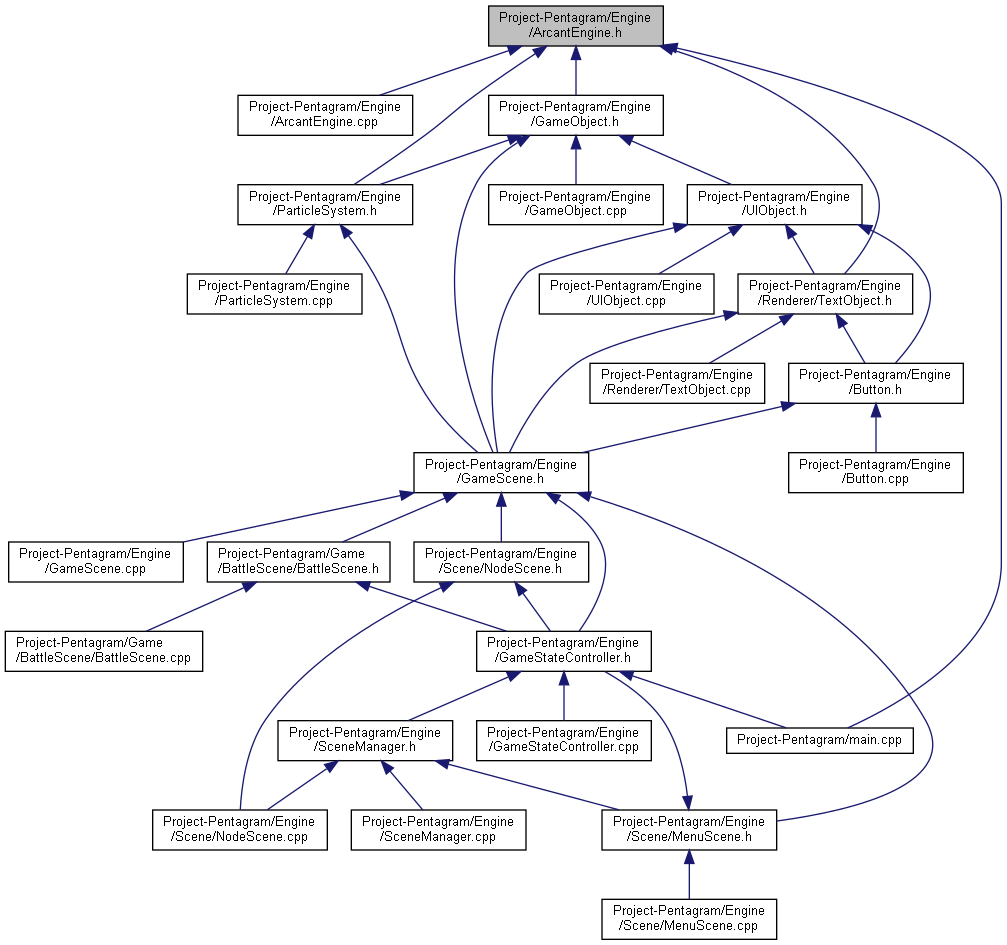 Project-Pentagram/Engine
/ArcantEngine.h
Project-Pentagram/Engine
/ArcantEngine.cpp
Project-Pentagram/Engine
/GameObject.h
Project-Pentagram/Engine
/ParticleSystem.h
Project-Pentagram/Engine
/GameObject.cpp
Project-Pentagram/Engine
/UIObject.h
Project-Pentagram/Engine
/ParticleSystem.cpp
Project-Pentagram/Engine
/UIObject.cpp
Project-Pentagram/Engine
/Renderer/TextObject.h
Project-Pentagram/Engine
/Renderer/TextObject.cpp
Project-Pentagram/Engine
/Button.h
Project-Pentagram/Engine
/GameScene.h
Project-Pentagram/Engine
/Button.cpp
Project-Pentagram/Engine
/GameScene.cpp
Project-Pentagram/Game
/BattleScene/BattleScene.h
Project-Pentagram/Engine
/Scene/NodeScene.h
Project-Pentagram/Game
/BattleScene/BattleScene.cpp
Project-Pentagram/Engine
/GameStateController.h
Project-Pentagram/Engine
/SceneManager.h
Project-Pentagram/Engine
/GameStateController.cpp
Project-Pentagram/main.cpp
Project-Pentagram/Engine
/Scene/NodeScene.cpp
Project-Pentagram/Engine
/SceneManager.cpp
Project-Pentagram/Engine
/Scene/MenuScene.h
Project-Pentagram/Engine
/Scene/MenuScene.cpp